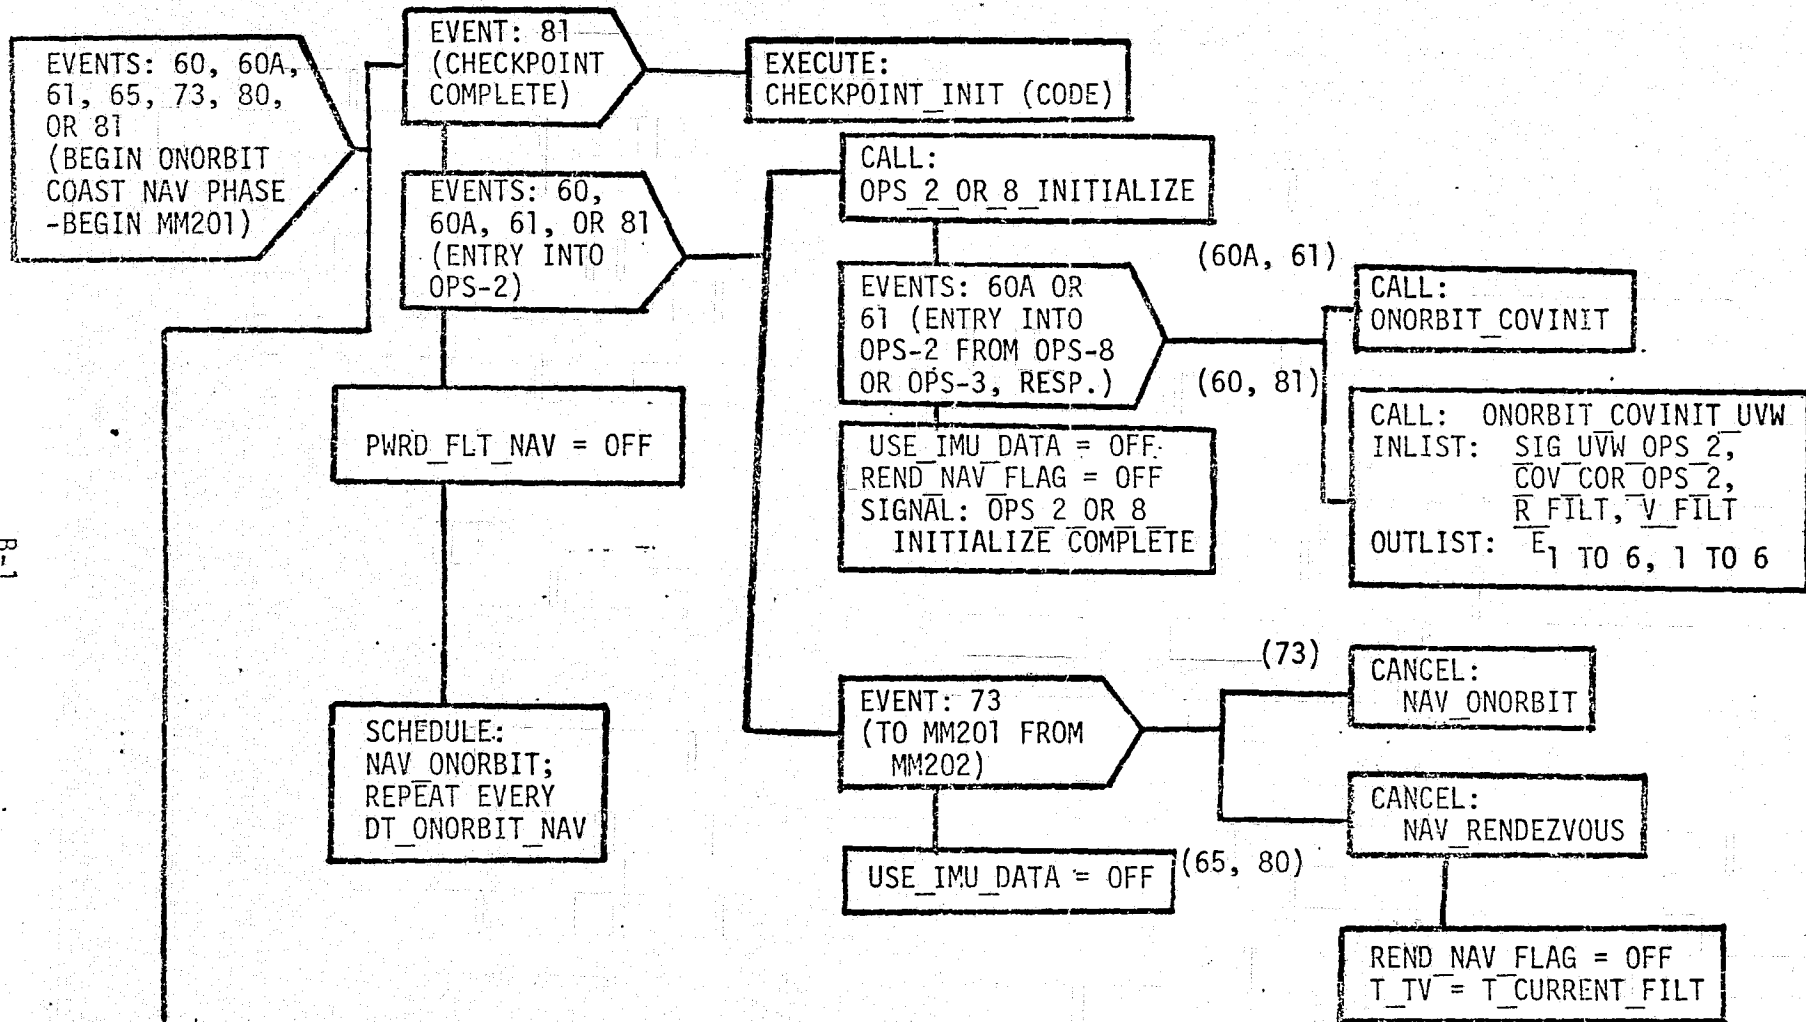 EVENTS: 60, 60A,
61, 65, 73, 80,
OR 81
(BEGIN ONORBIT
COAST NAV PHASE
-BEGIN MM201)
EVENT: 81
(CHECKPOINT
COMPLETE)
EXECUTE:
CHECKPOINT_INIT (CODE)
EVENTS: 60,
60A, 61, OR 81
(ENTRY INTO
OPS-2)
CALL:
OPS_2_OR_8_INITIALIZE
EVENTS: 60A OR
61 (ENTRY INTO
OPS-2 FROM OPS-8
OR OPS-3, RESP.)
(60A, 61)
CALL:
ONORBIT_COVINIT
(60, 81)
CALL: ONORBIT_COVINIT_UVW
INLIST: SIG_UVW_OPS_2,
COV_COR_OPS_2,
R_FILT, V_FILT
OUTLIST: E1 TO 6, 1 TO 6
USE_IMU_DATA = OFF
REND_NAV_FLAG = OFF
SIGNAL: OPS_2_OR_8_
INITIALIZE COMPLETE
PWRD_FLT_NAV = OFF
SCHEDULE:
NAV_ONORBIT;
REPEAT EVERY
DT_ONORBIT_NAV
EVENT: 73
(TO MM201 FROM
MM202)
(73)
CANCEL:
NAV_ONORBIT
CANCEL:
NAV_RENDEZVOUS
USE_IMU_DATA = OFF
(65, 80)
REND_NAV_FLAG = OFF
T_TV = T_CURRENT_FILT
B-1